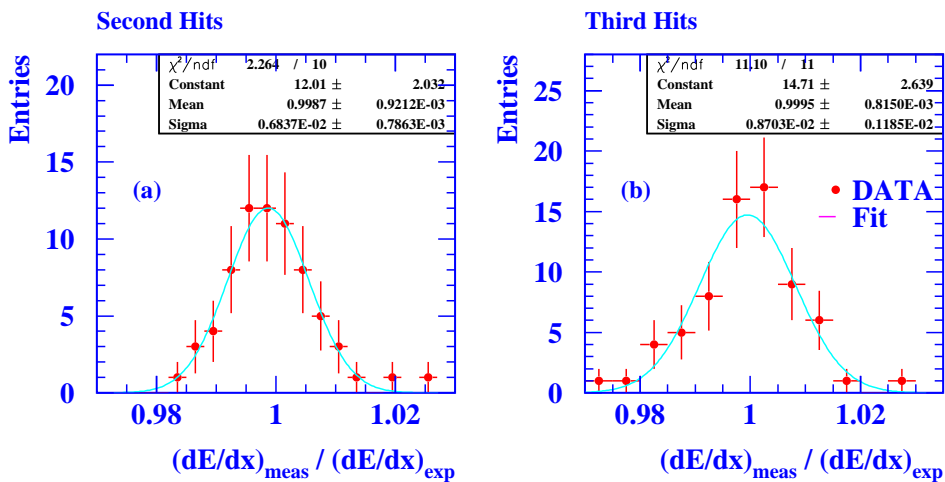 Second Hits
Entries
χ²/ndf 2.264 / 10
Constant 12.01 ± 2.032
Mean 0.9987 ± 0.9212E-03
Sigma 0.6837E-02 ± 0.7863E-03
(a)
20
15
10
5
0
0.98 1 1.02
(dE/dx)meas / (dE/dx)exp
Third Hits
Entries
χ²/ndf 11.10 / 11
Constant 14.71 ± 2.639
Mean 0.9995 ± 0.8150E-03
Sigma 0.8703E-02 ± 0.1185E-02
(b)
DATA
Fit
25
20
15
10
5
0
0.98 1 1.02
(dE/dx)meas / (dE/dx)exp